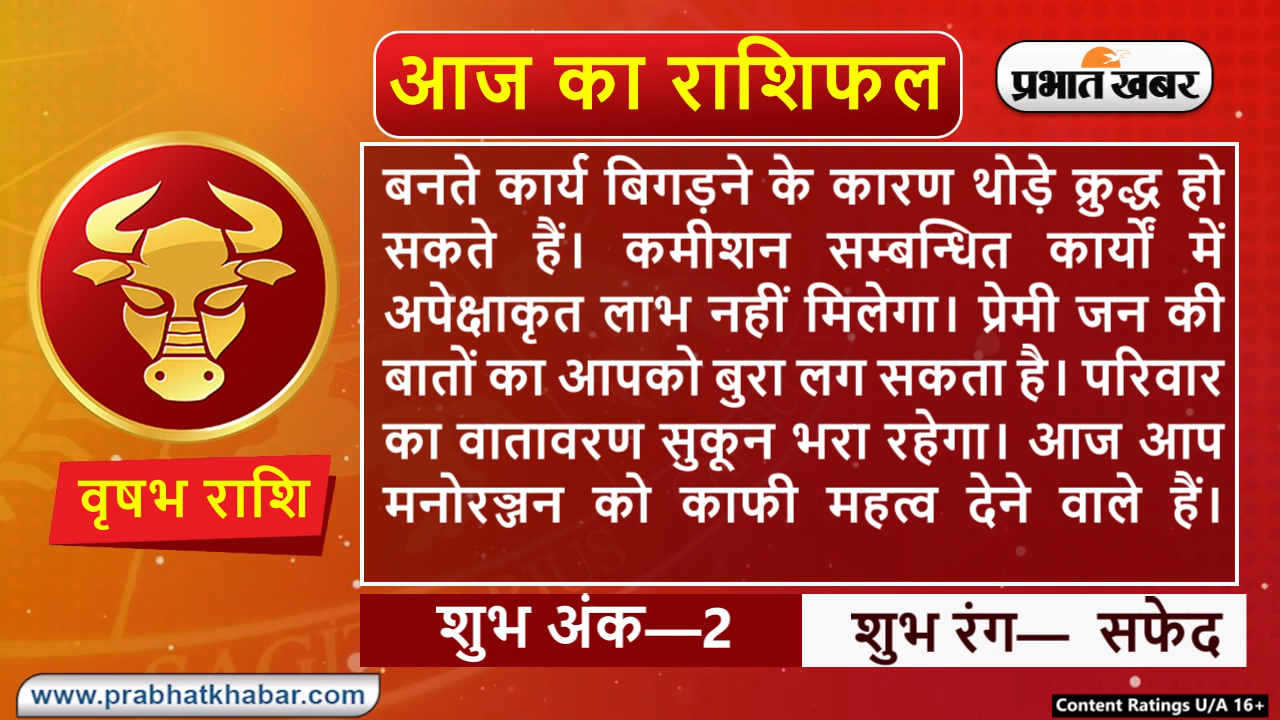 आज का राशिफल
प्रभात खबर
बनते कार्य बिगड़ने के कारण थोड़े क्रुद्ध हो
सकते हैं। कमीशन सम्बन्धित कार्यों में
अपेक्षाकृत लाभ नहीं मिलेगा। प्रेमी जन की
बातों का आपको बुरा लग सकता है। परिवार
का वातावरण सुकून भरा रहेगा। आज आप
मनोरञ्जन को काफी महत्व देने वाले हैं।
वृषभ राशि
शुभ अंक—2
शुभ रंग— सफेद
www.prabhatkhabar.com
Content Ratings U/A 16+